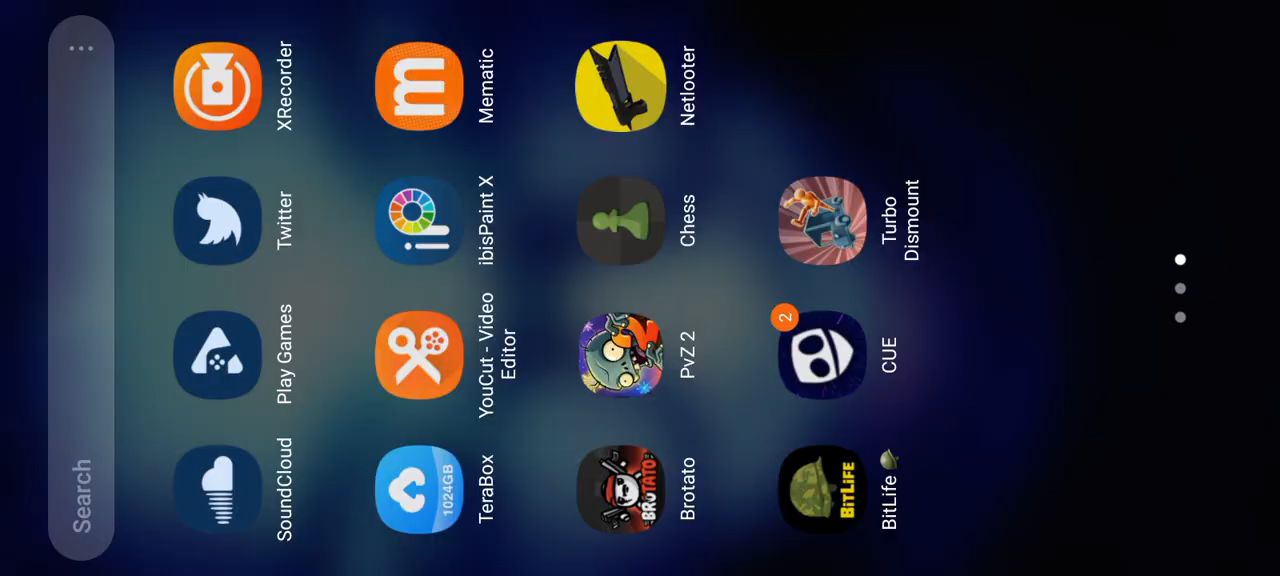 Search
SoundCloud
Play Games
Twitter
XRecorder
1024GB
TeraBox
YouCut - Video
Editor
ibisPaint X
m
Mematic
BROTATO
Brotato
PvZ 2
Chess
Netlooter
BITLIFE
BitLife
2
CUE
Turbo
Dismount